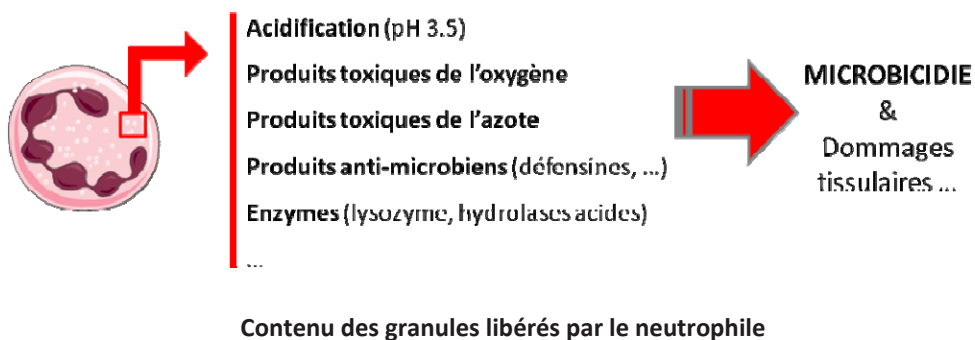 Acidification (pH 3.5)
Produits toxiques de l'oxygène
Produits toxiques de l'azote
Produits anti-microbiens (défensines, ...)
Enzymes (lysozyme, hydrolases acides)
...
MICROBICIDIE
&
Dommages
tissulaires ...
Contenu des granules libérés par le neutrophile